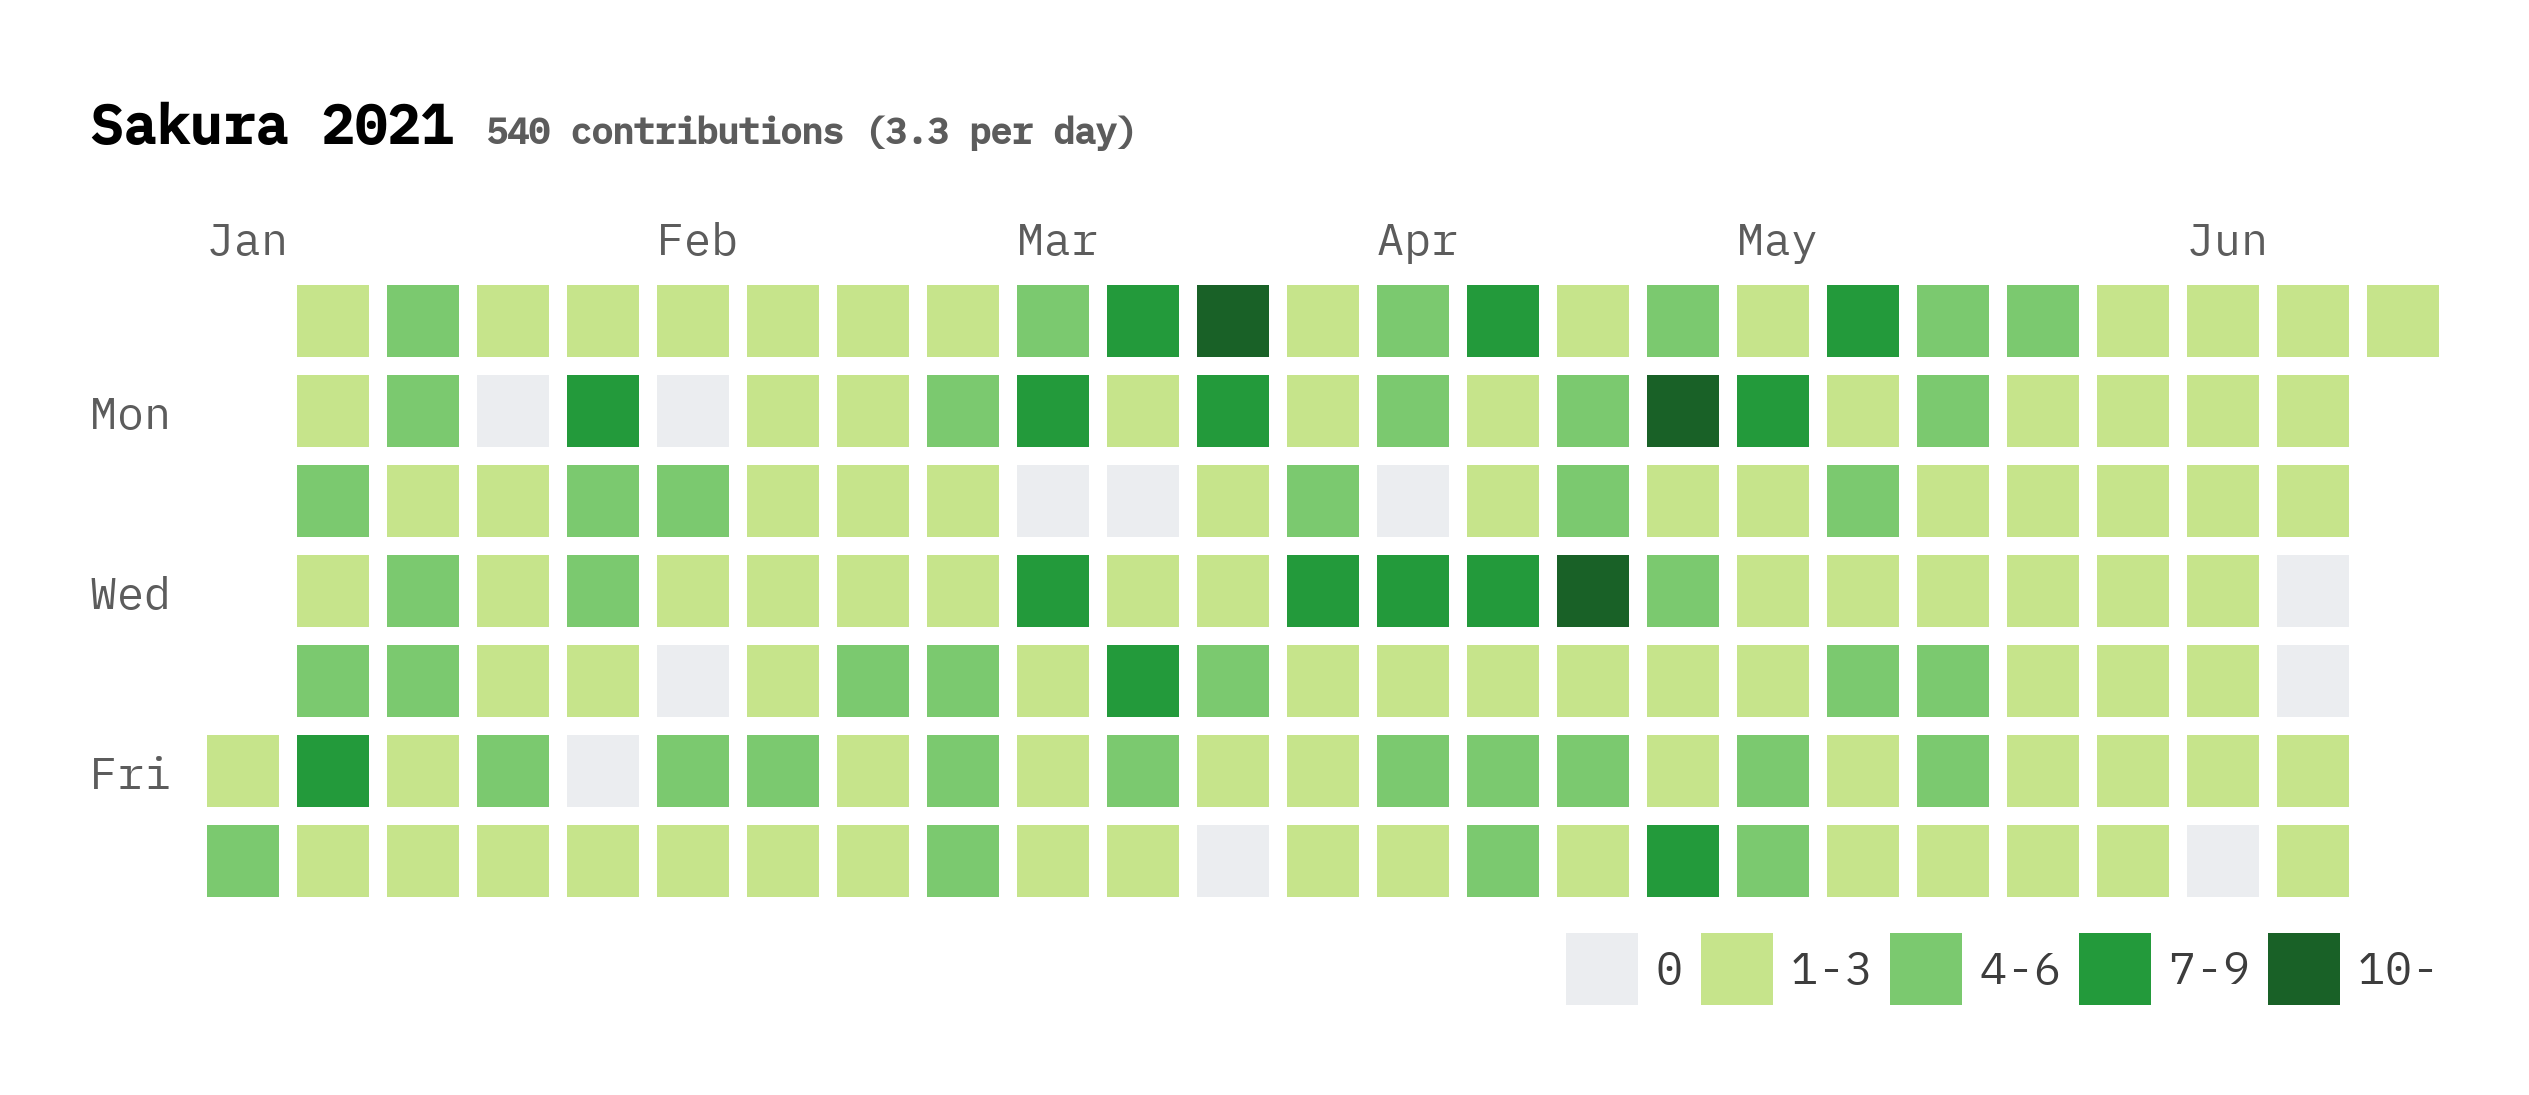 Sakura 2021 540 contributions (3.3 per day)
Jan Feb Mar Apr May Jun
Mon
Wed
Fri
0 1-3 4-6 7-9 10-